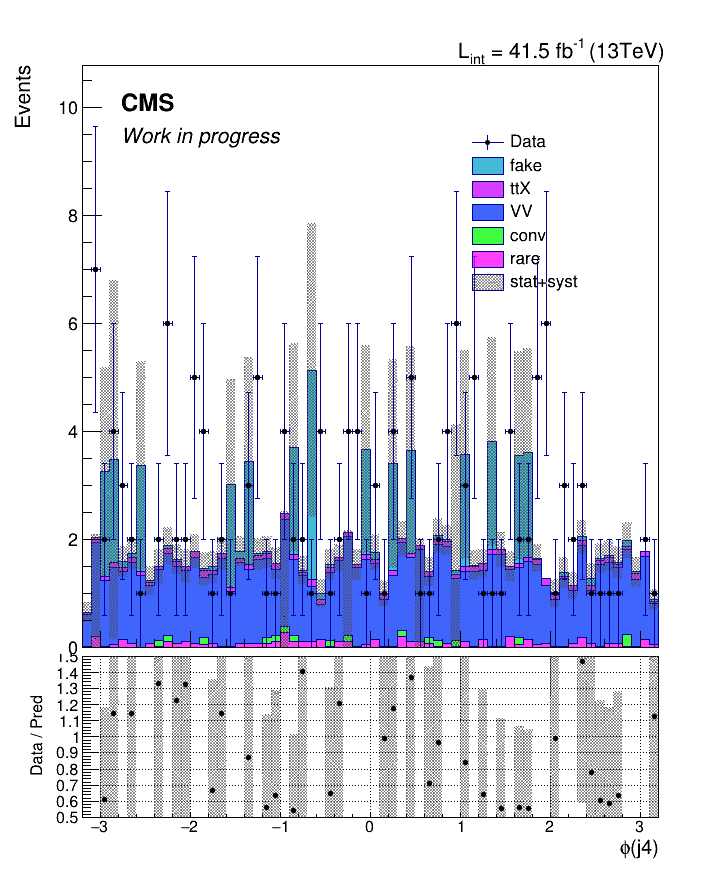 L_int = 41.5 fb^-1 (13TeV)
Events
CMS
Work in progress
Data
fake
ttX
VV
conv
rare
stat+syst
10
8
6
4
2
0
Data / Pred
1.5
1.4
1.3
1.2
1.1
1
0.9
0.8
0.7
0.6
0.5
−3 −2 −1 0 1 2 3
ϕ(j4)